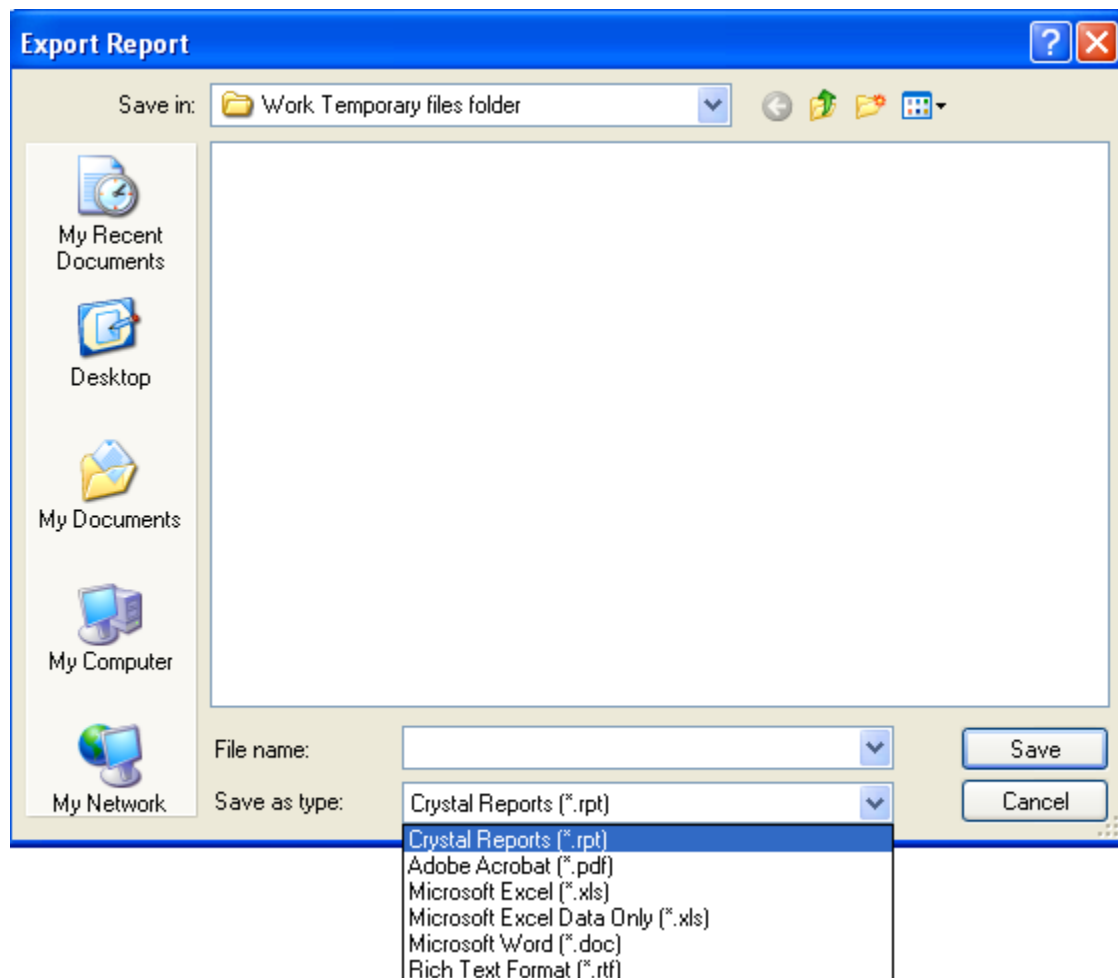 Export Report
Save in:
Work Temporary files folder
My Recent
Documents
Desktop
My Documents
My Computer
My Network
File name:
Save
Save as type:
Crystal Reports (*.rpt)
Cancel
Crystal Reports (*.rpt)
Adobe Acrobat (*.pdf)
Microsoft Excel (*.xls)
Microsoft Excel Data Only (*.xls)
Microsoft Word (*.doc)
Rich Text Format (*.rtf)